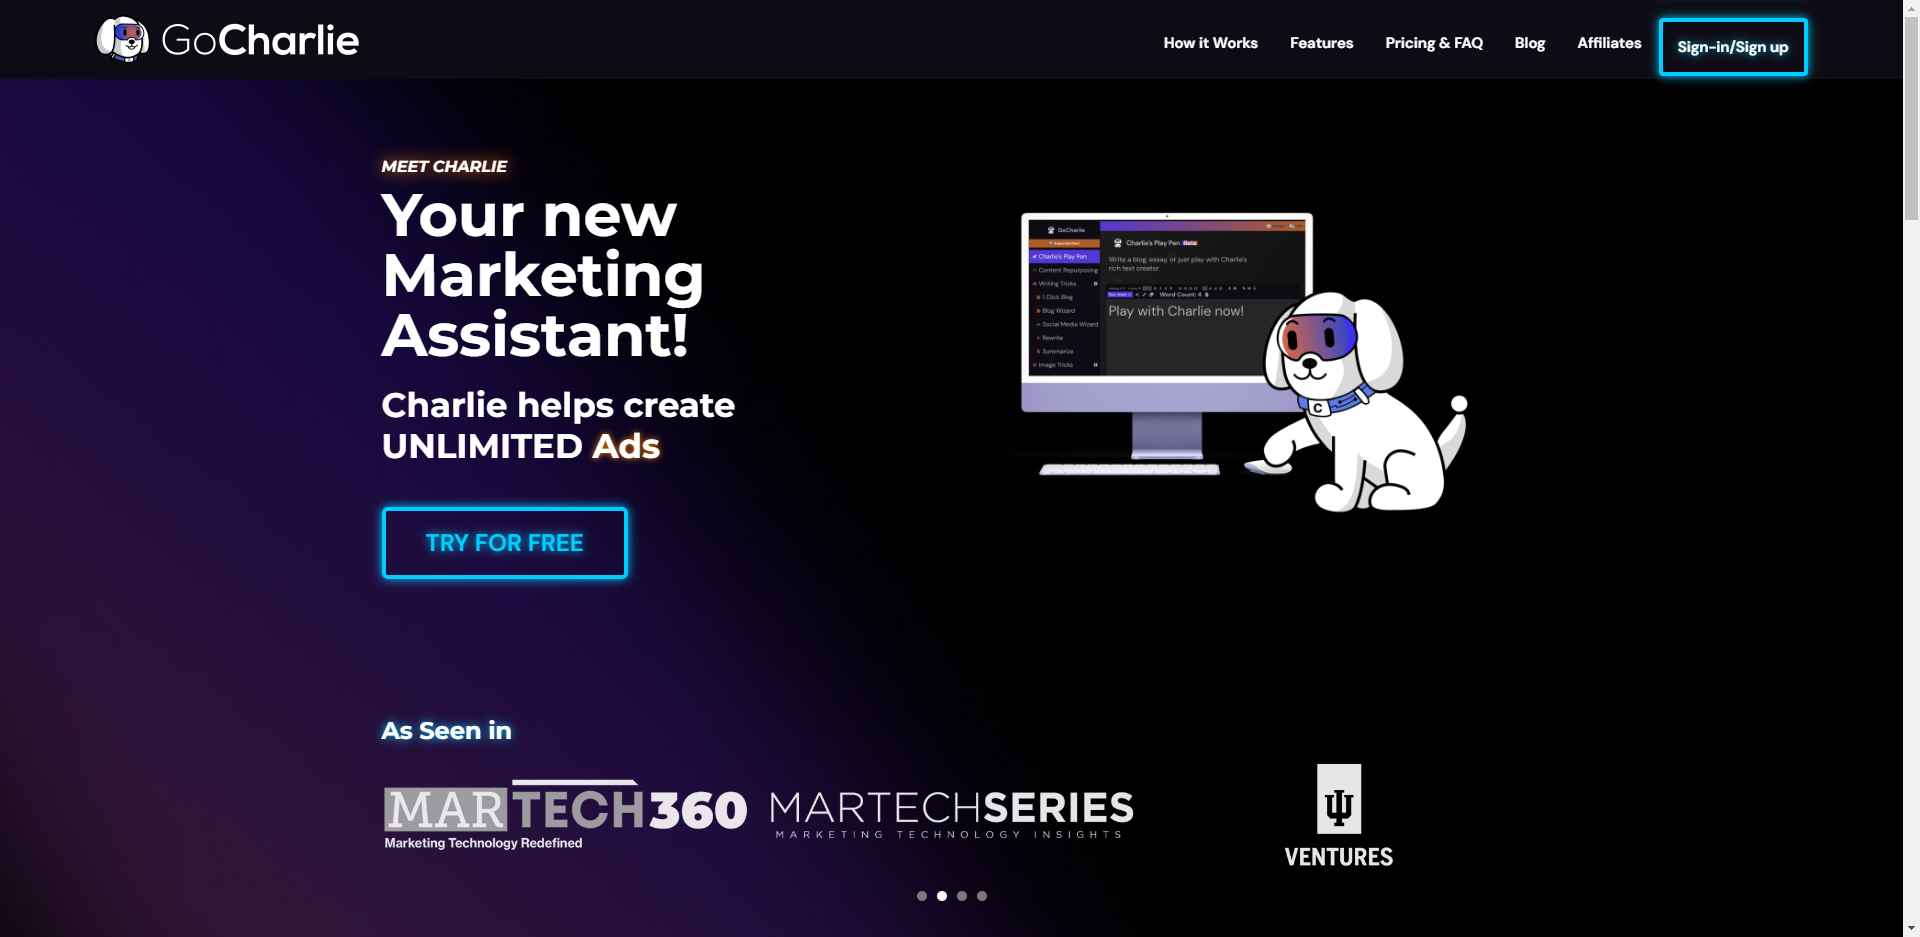 GoCharlie
How it Works
Features
Pricing & FAQ
Blog
Affiliates
Sign-in/Sign up
MEET CHARLIE
Your new
Marketing
Assistant!
Charlie helps create
UNLIMITED Ads
TRY FOR FREE
GoCharlie
Charlie's Play Pen
Content Repurposing
Writing Tricks
1 Click Blog
Blog Wizard
Social Media Wizard
Rewrite
Summarize
Image Tricks
Charlie's Play Pen Beta
Write a blog, essay, or just play with Charlie's
rich text creator
Word Count: 4
Play with Charlie now!
C
As Seen in
MARTECH360
Marketing Technology Redefined
MARTECHSERIES
MARKETING TECHNOLOGY INSIGHTS
VENTURES